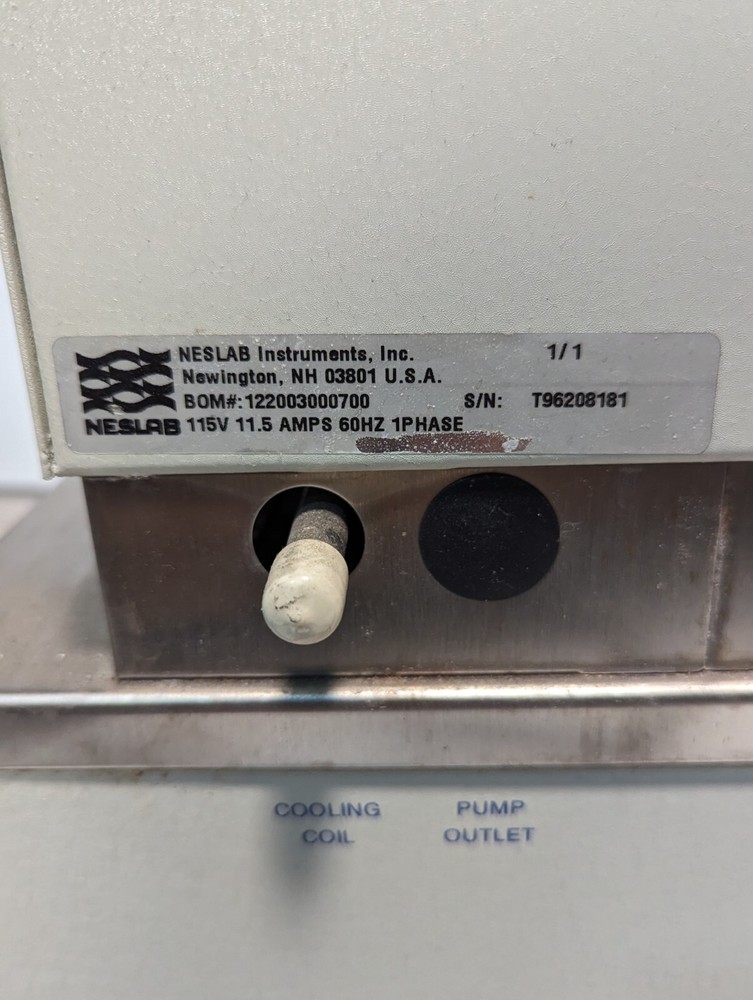 NESLAB Instruments, Inc. 1/1
Newington, NH 03801 U.S.A.
BOM#:122003000700 S/N: T96208181
NESLAB 115V 11.5 AMPS 60HZ 1PHASE
COOLING COIL
PUMP OUTLET